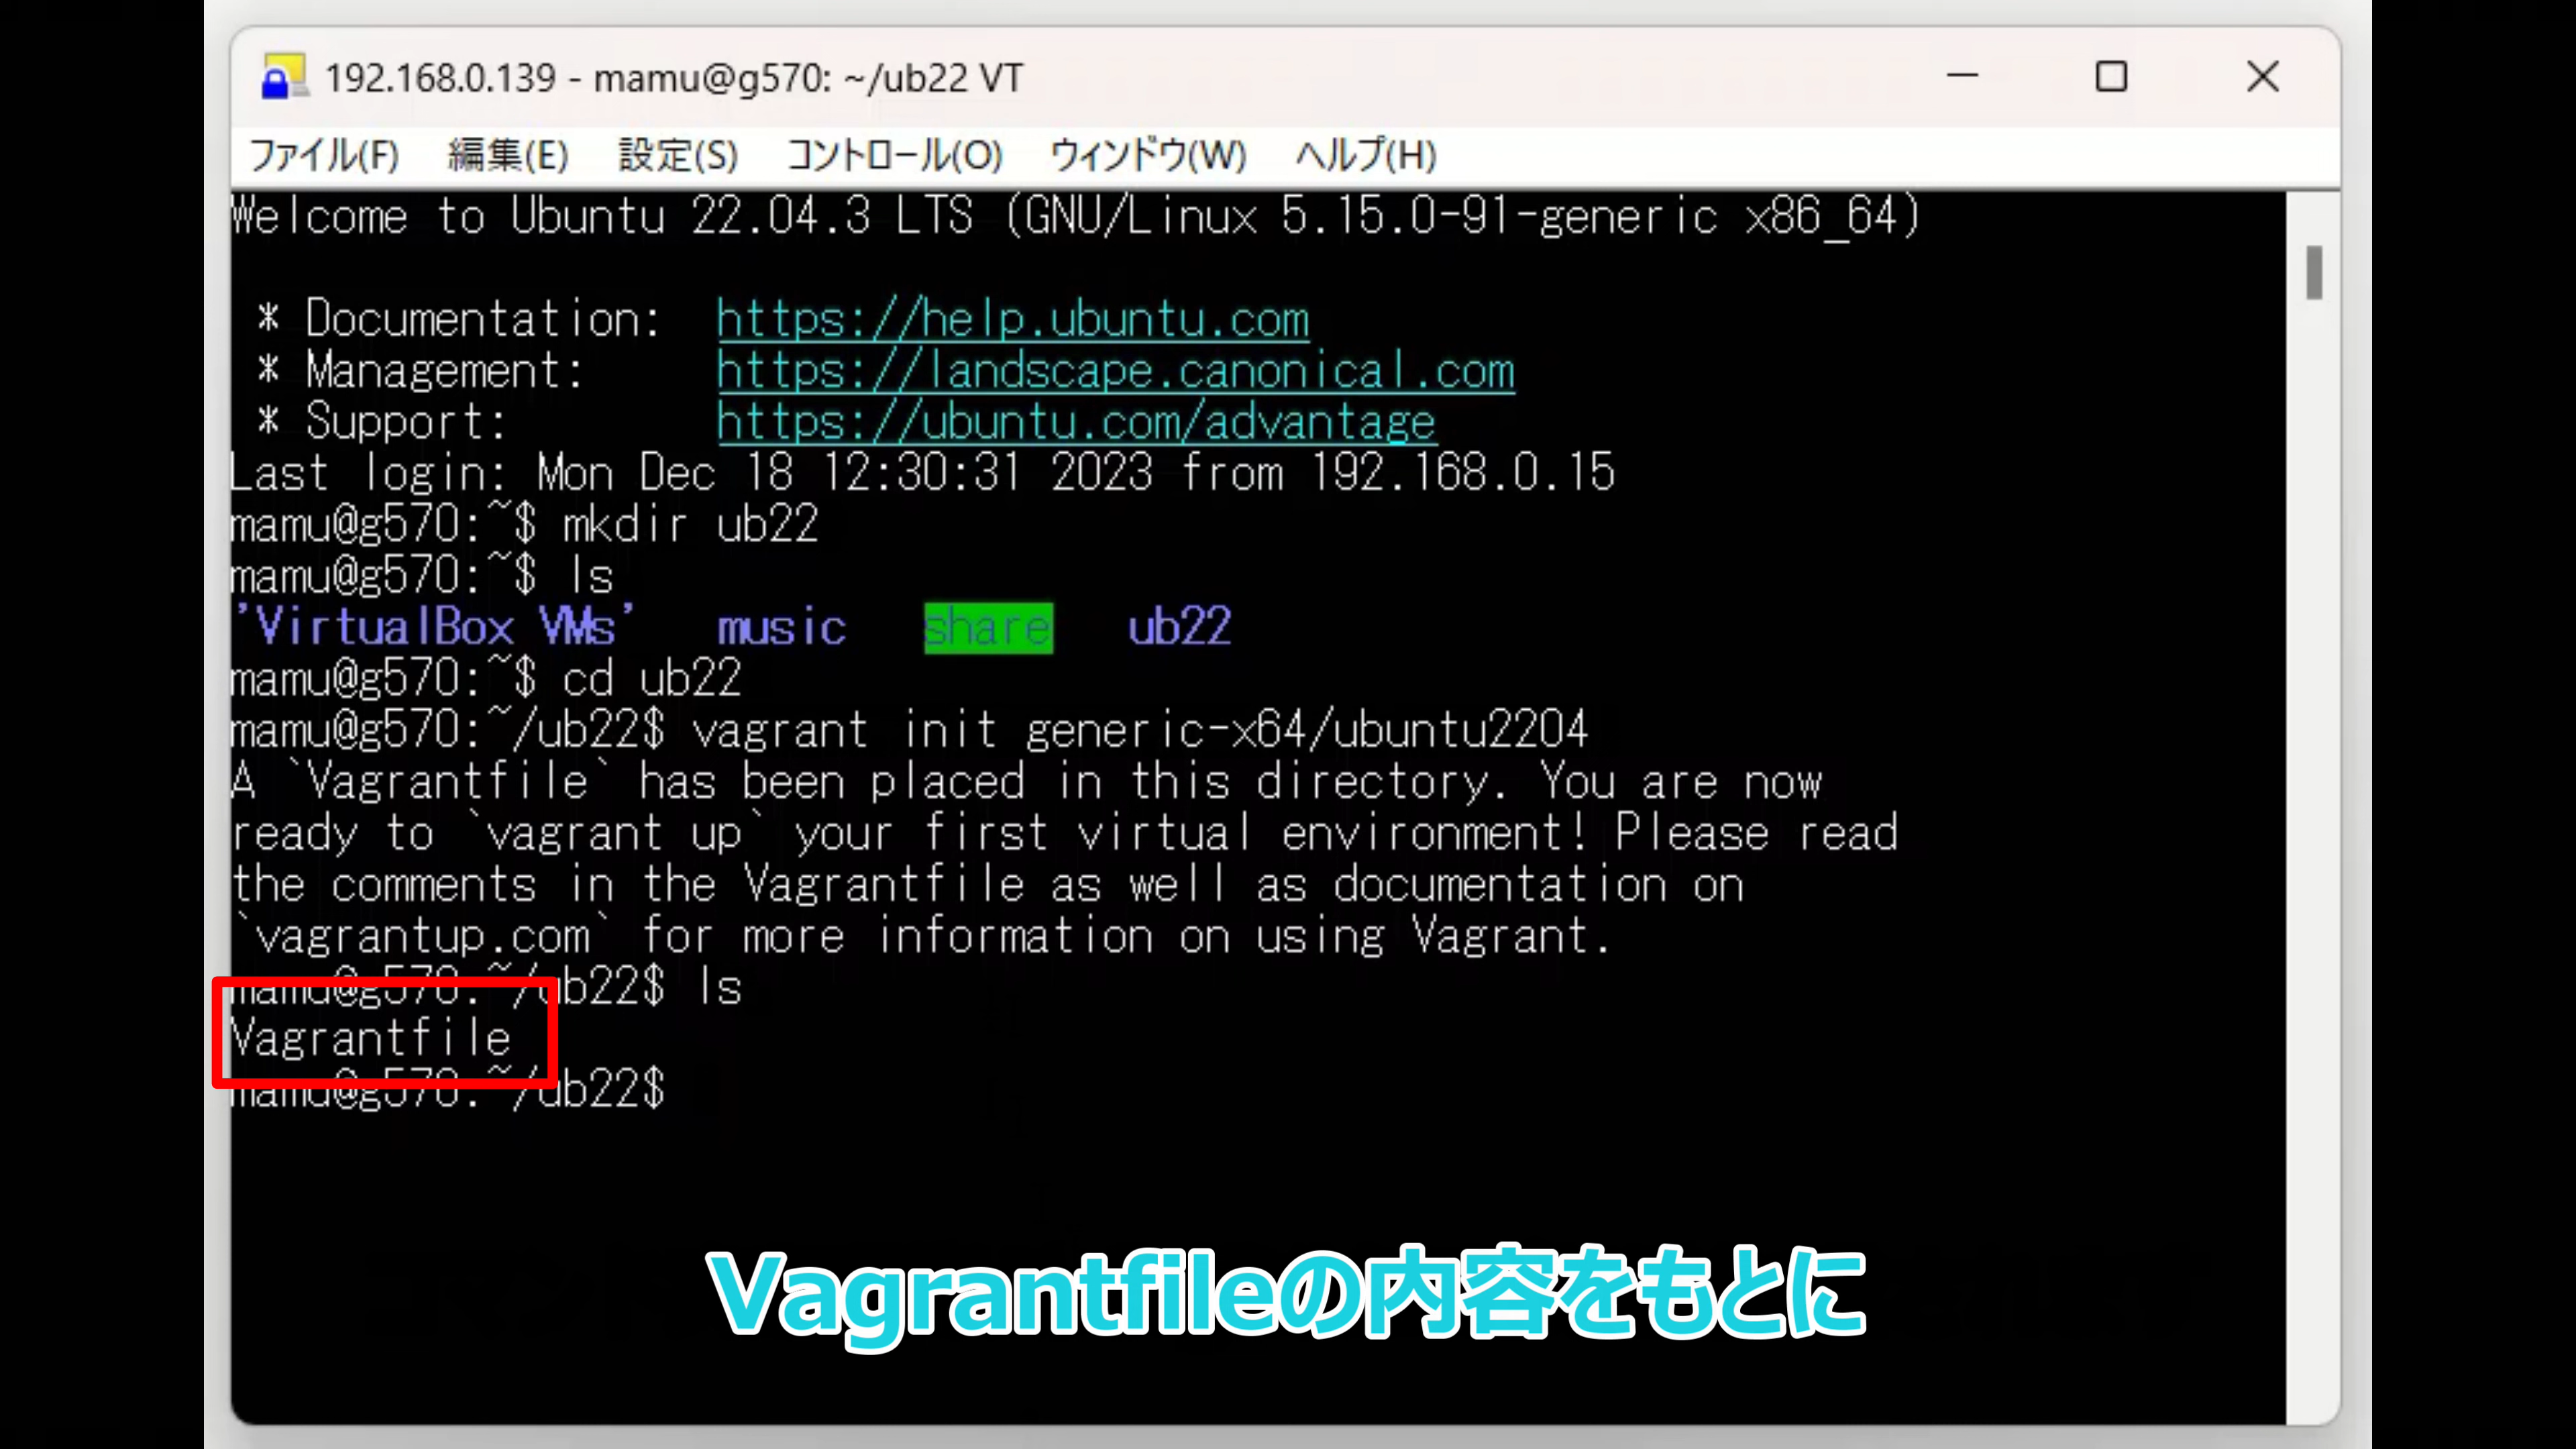 192.168.0.139 - mamu@g570: ~/ub22 VT
ファイル(F) 編集(E) 設定(S) コントロール(O) ウィンドウ(W) ヘルプ(H)
Welcome to Ubuntu 22.04.3 LTS (GNU/Linux 5.15.0-91-generic x86_64)
* Documentation: https://help.ubuntu.com
* Management: https://landscape.canonical.com
* Support: https://ubuntu.com/advantage
Last login: Mon Dec 18 12:30:31 2023 from 192.168.0.15
mamu@g570:~$ mkdir ub22
mamu@g570:~$ ls
'VirtualBox VMs' music share ub22
mamu@g570:~$ cd ub22
mamu@g570:~/ub22$ vagrant init generic-x64/ubuntu2204
A `Vagrantfile` has been placed in this directory. You are now
ready to `vagrant up` your first virtual environment! Please read
the comments in the Vagrantfile as well as documentation on
`vagrantup.com` for more information on using Vagrant.
mamu@g570:~/ub22$ ls
Vagrantfile
mamu@g570:~/ub22$
Vagrantfileの内容をもとに